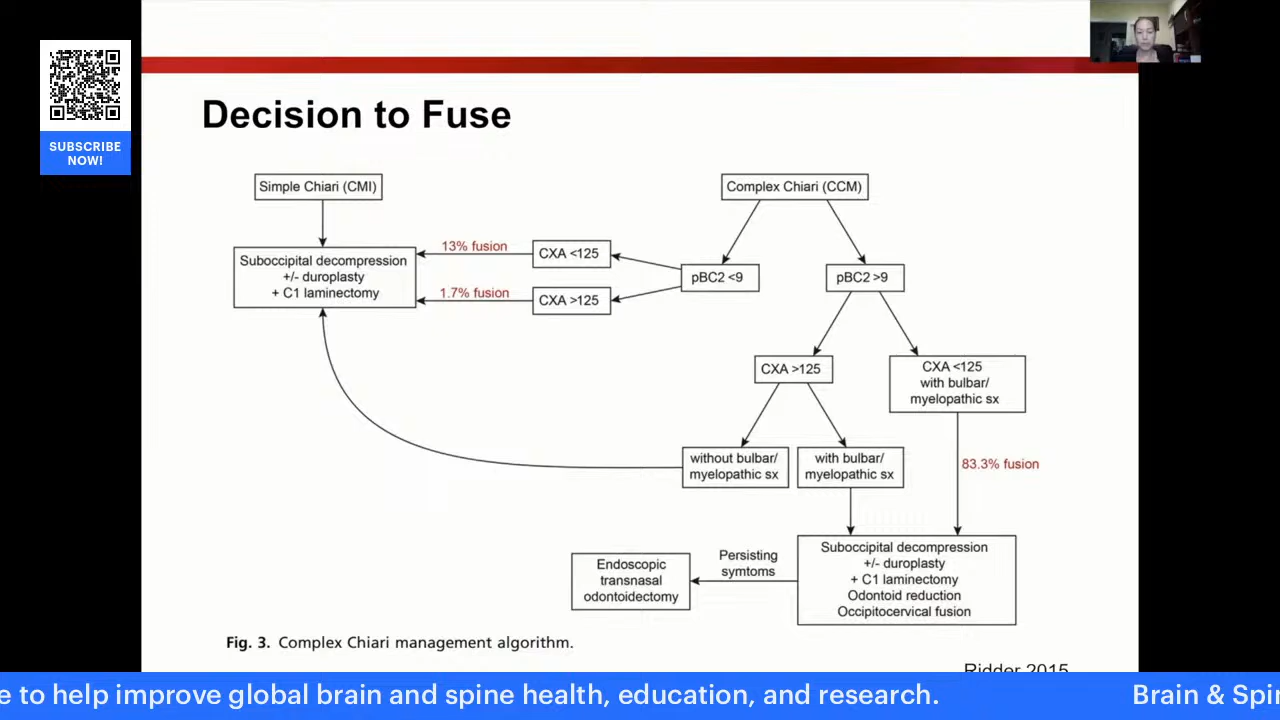 SUBSCRIBE
NOW!
Decision to Fuse
Simple Chiari (CMI)
Complex Chiari (CCM)
Suboccipital decompression
+/- duroplasty
+ C1 laminectomy
13% fusion
CXA <125
1.7% fusion
CXA >125
pBC2 <9
pBC2 >9
CXA >125
CXA <125
with bulbar/
myelopathic sx
without bulbar/
myelopathic sx
with bulbar/
myelopathic sx
83.3% fusion
Suboccipital decompression
+/- duroplasty
+ C1 laminectomy
Odontoid reduction
Occipitocervical fusion
Persisting
symtoms
Endoscopic
transnasal
odontoidectomy
Fig. 3. Complex Chiari management algorithm.
Ridder 2015
e to help improve global brain and spine health, education, and research.
Brain & Spin